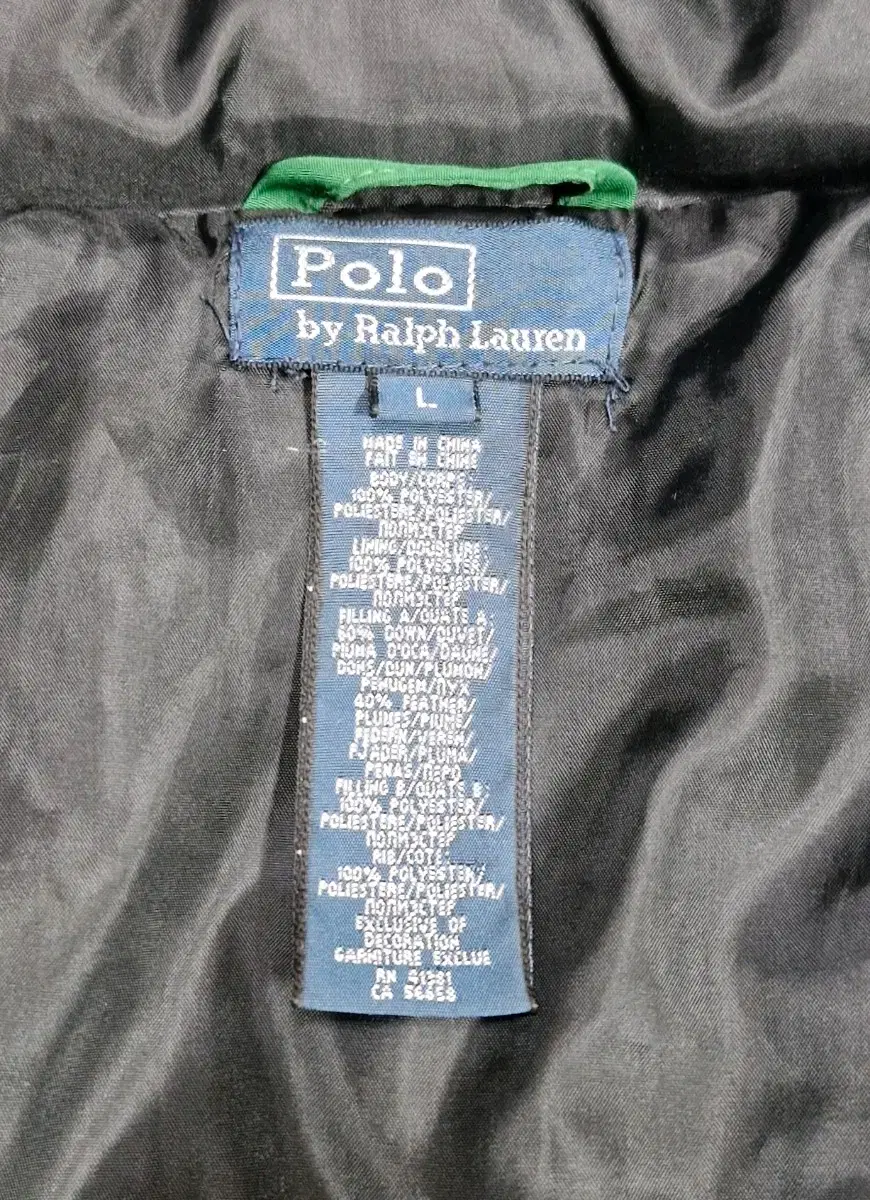 Polo
by Ralph Lauren
L
MADE IN CHINA
FAIT EN CHINE
BODY/CORPS:
100% POLYESTER/
POLIESTERE/POLIESTER/
ПОЛИЭСТЕР
LINING/DOUBLURE:
100% POLYESTER/
POLIESTERE/POLIESTER/
ПОЛИЭСТЕР
FILLING A/OUATE A:
60% DOWN/DUVET/
PIUMA D'OCA/DAUNE/
DONS/DUN/PLUMON/
PENUGEM/ПУХ
40% FEATHER/
PLUMES/PIUME/
FEDERN/VEREN/
FJADER/PLUMA/
PENAS/ПЕРО
FILLING B/OUATE B:
100% POLYESTER/
POLIESTERE/POLIESTER/
ПОЛИЭСТЕР
RIB/COTE:
100% POLYESTER/
POLIESTERE/POLIESTER/
ПОЛИЭСТЕР
EXCLUSIVE OF
DECORATION
GARNITURE EXCLUE
RN 41381
CA 56658